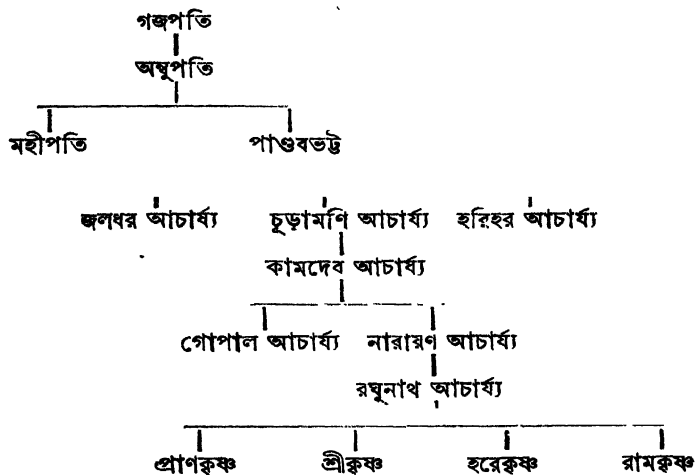 গজপতি
অম্বুপতি
মহীপতি পাণ্ডবভট্ট
জলধর আচার্য্য চূড়ামণি আচার্য্য হরিহর আচার্য্য
কামদেব আচার্য্য
গোপাল আচার্য্য নারায়ণ আচার্য্য
রঘুনাথ আচার্য্য
প্রাণকৃষ্ণ শ্রীকৃষ্ণ হরেকৃষ্ণ রামকৃষ্ণ